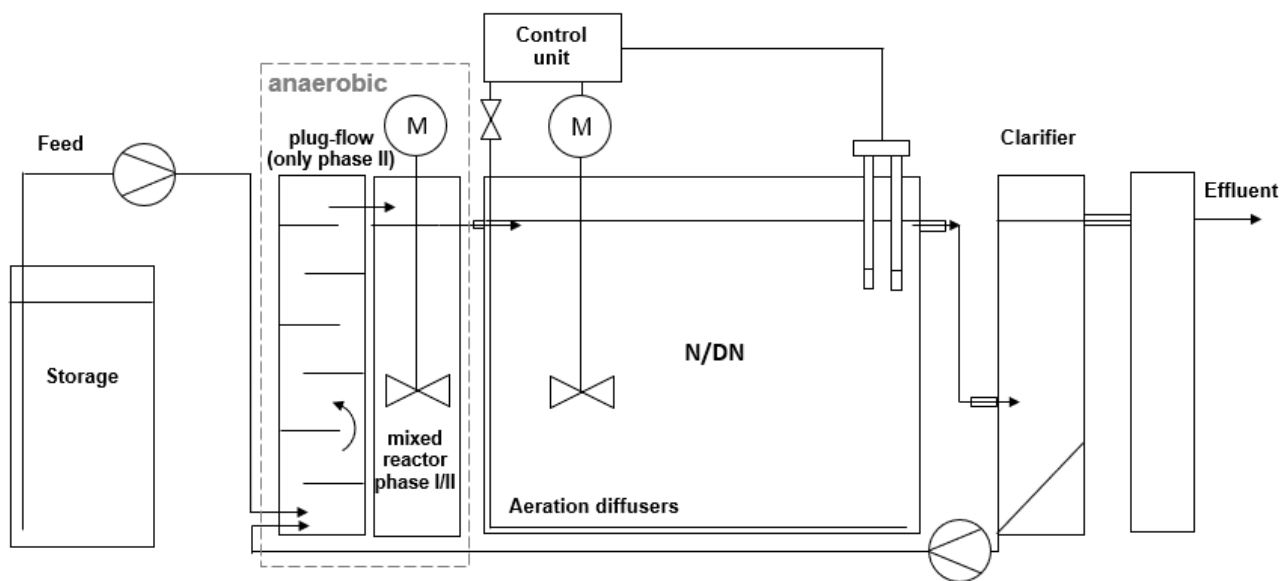 Control
unit
anaerobic
M
M
Feed
plug-flow
(only phase II)
Clarifier
Effluent
Storage
N/DN
mixed
reactor
phase I/II
Aeration diffusers